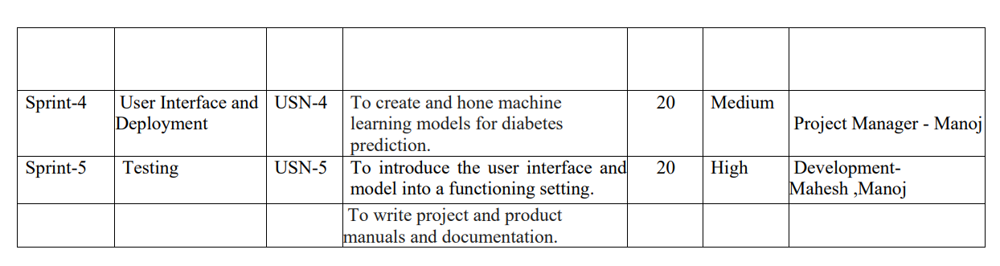 Sprint-4 User Interface and Deployment USN-4 To create and hone machine learning models for diabetes prediction. 20 Medium Project Manager - Manoj
Sprint-5 Testing USN-5 To introduce the user interface and model into a functioning setting. 20 High Development- Mahesh ,Manoj
To write project and product manuals and documentation.